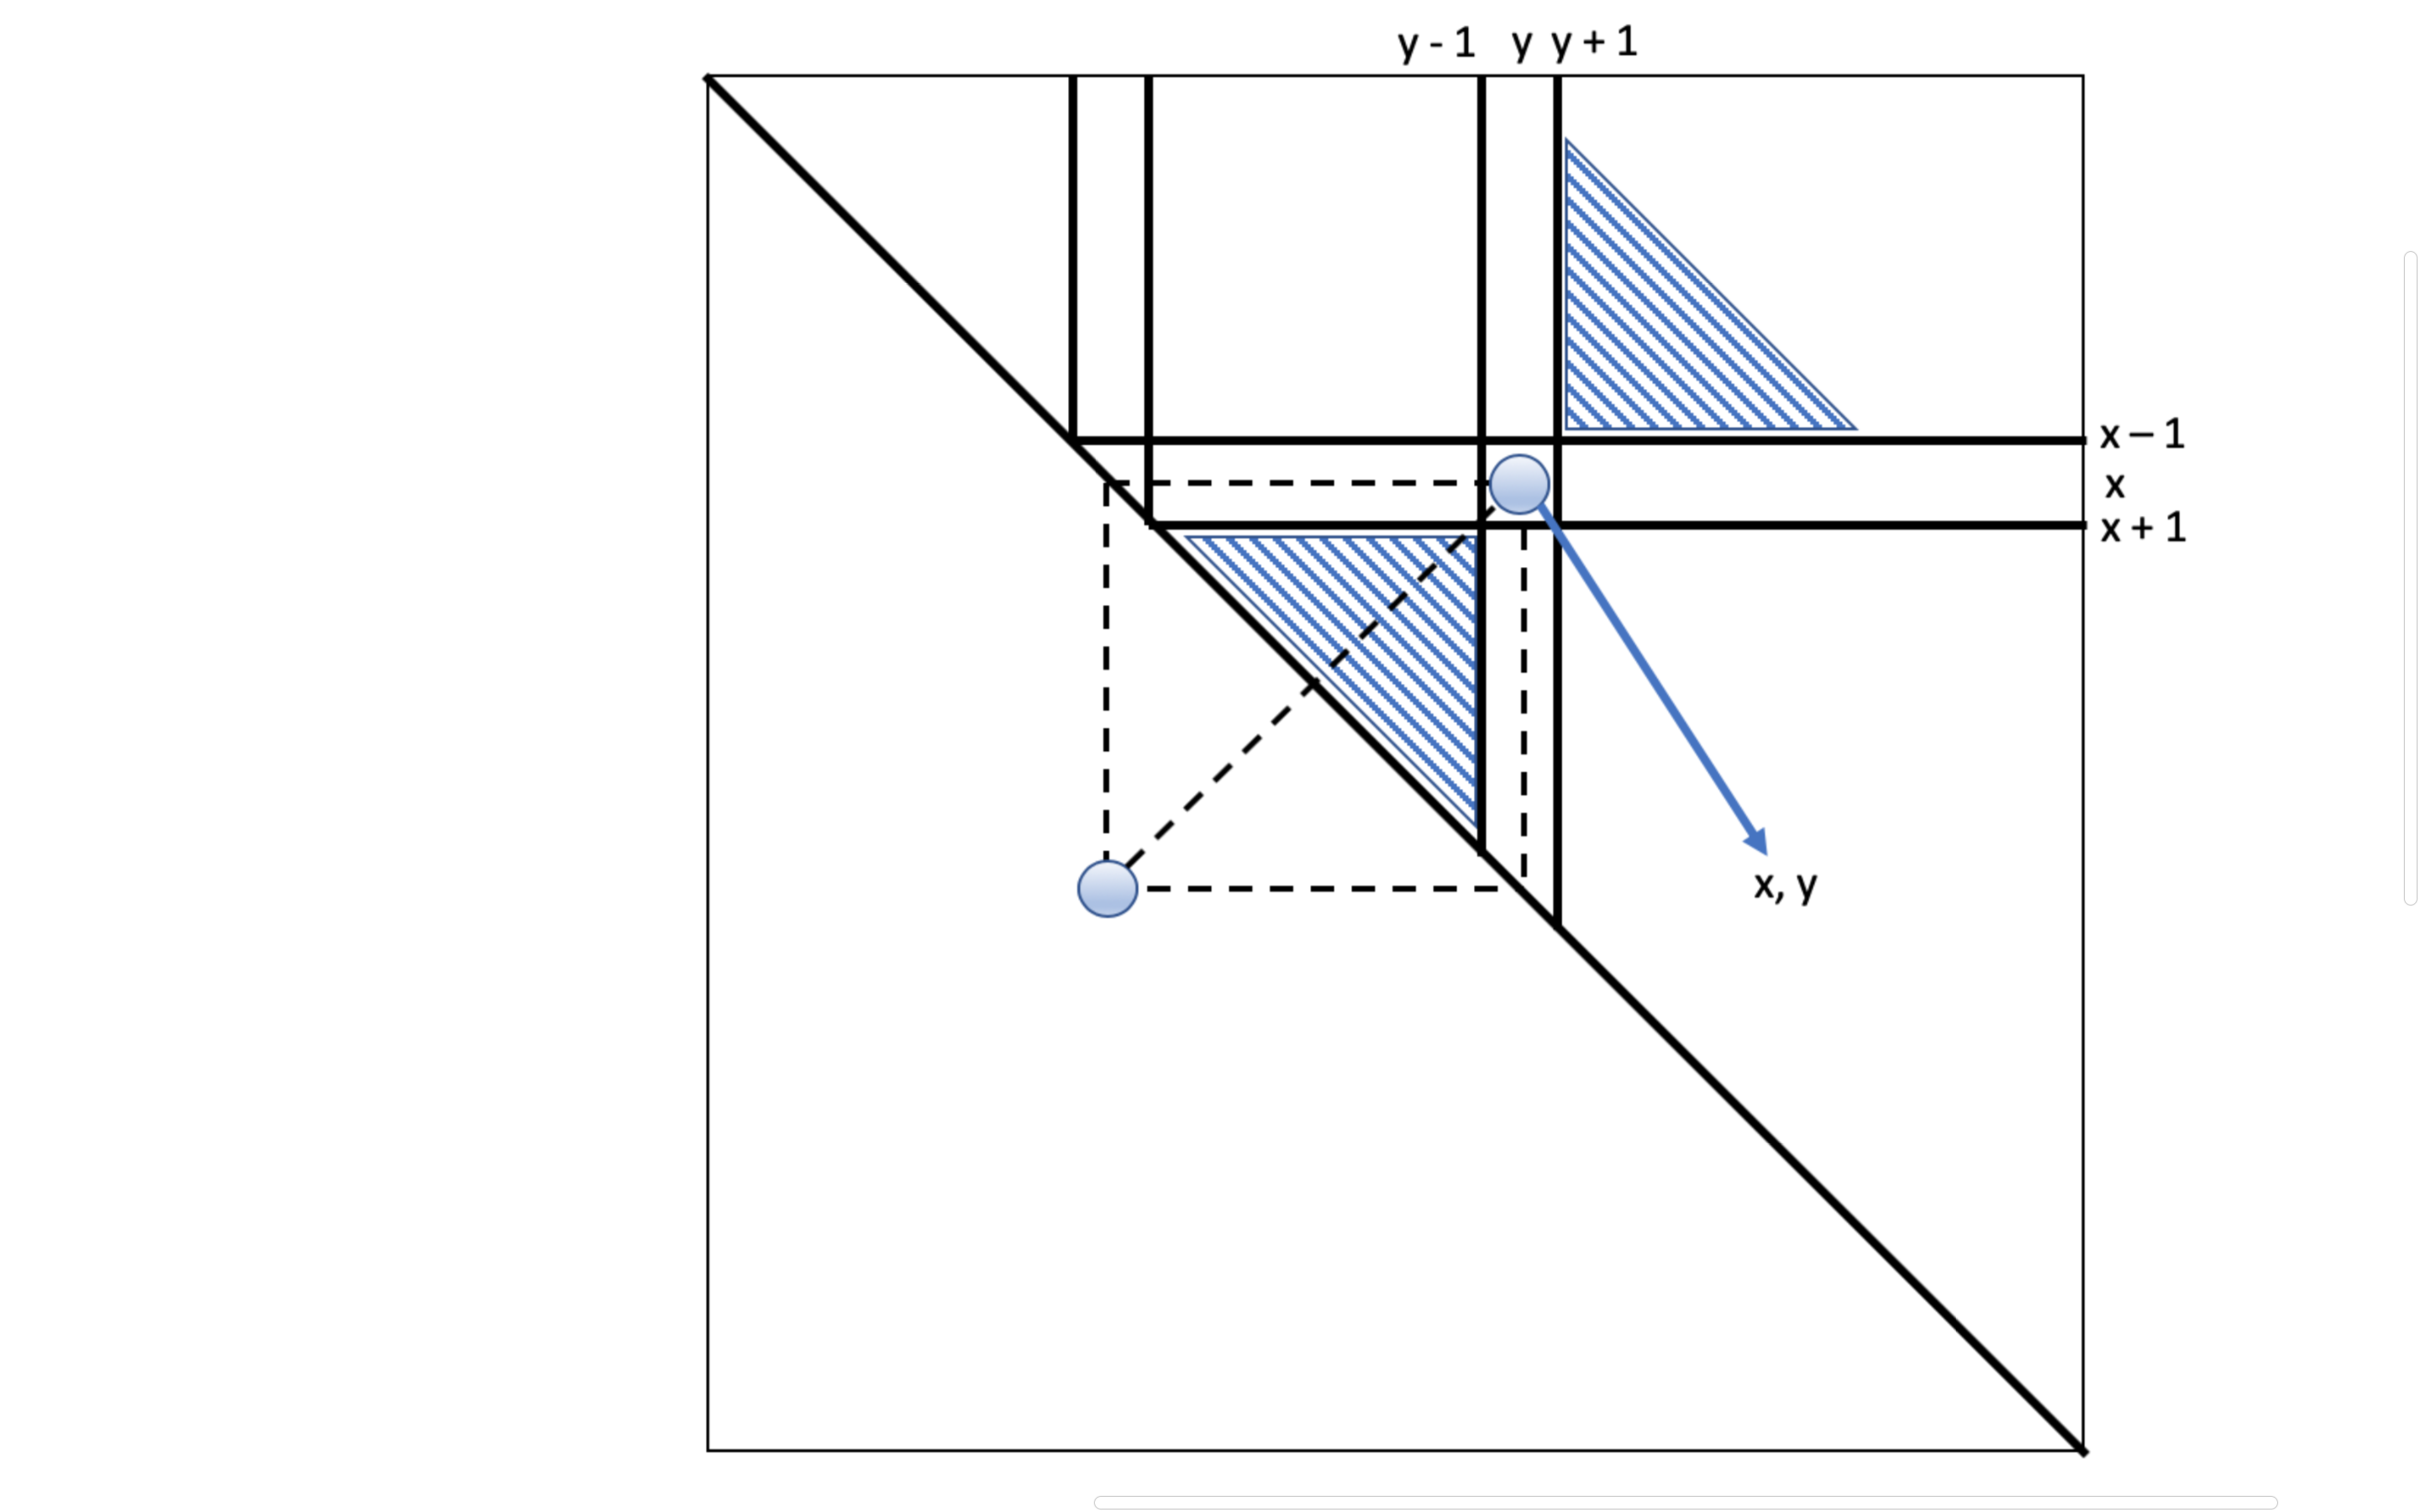 y - 1 y y + 1
x – 1
x
x + 1
x, y